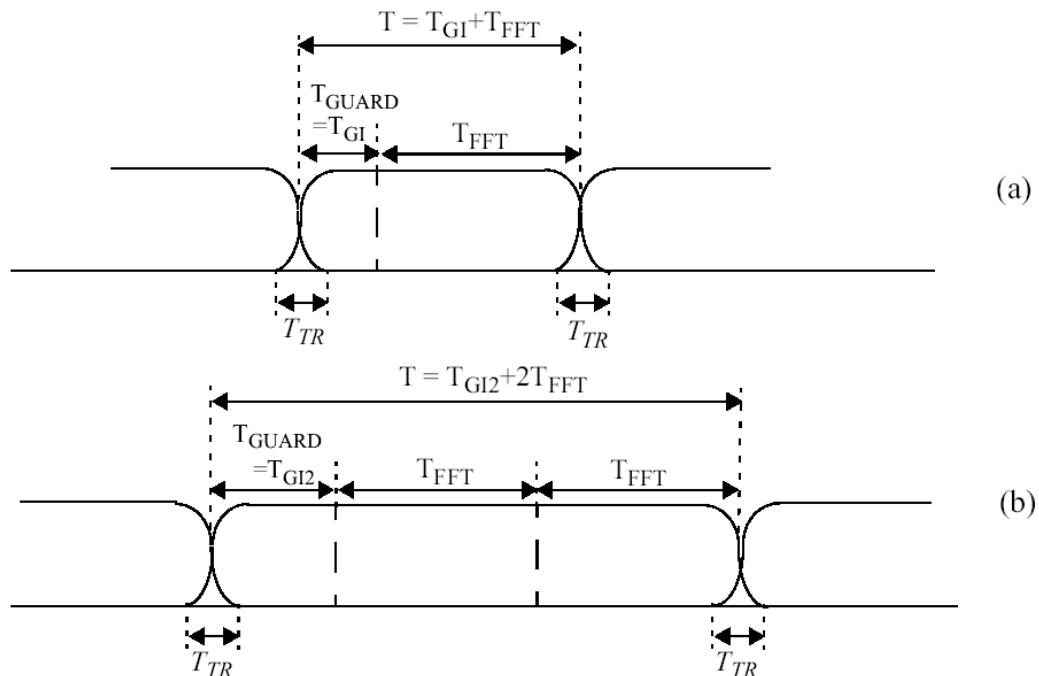 T = TGI+TFFT
TGUARD
=TGI
TFFT
(a)
TTR
TTR
T = TGI2+2TFFT
TGUARD
=TGI2
TFFT
TFFT
(b)
TTR
TTR